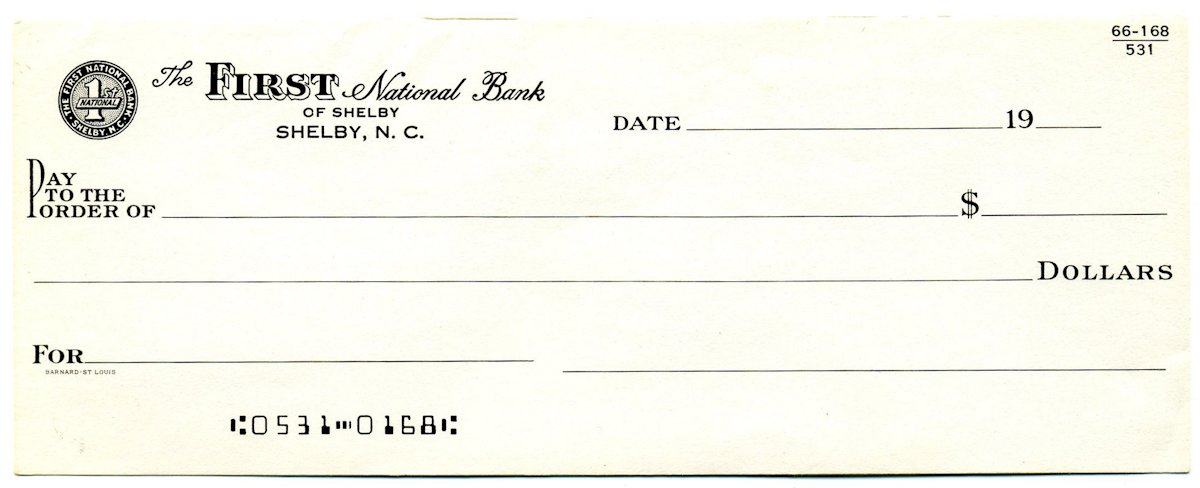 66-168
531
THE FIRST NATIONAL BANK
1st
NATIONAL
SHELBY, N.C.
The FIRST National Bank
OF SHELBY
SHELBY, N. C.
DATE 19
PAY
TO THE
ORDER OF $
DOLLARS
FOR
BARNARD-ST LOUIS
⑆0531⑉0168⑆